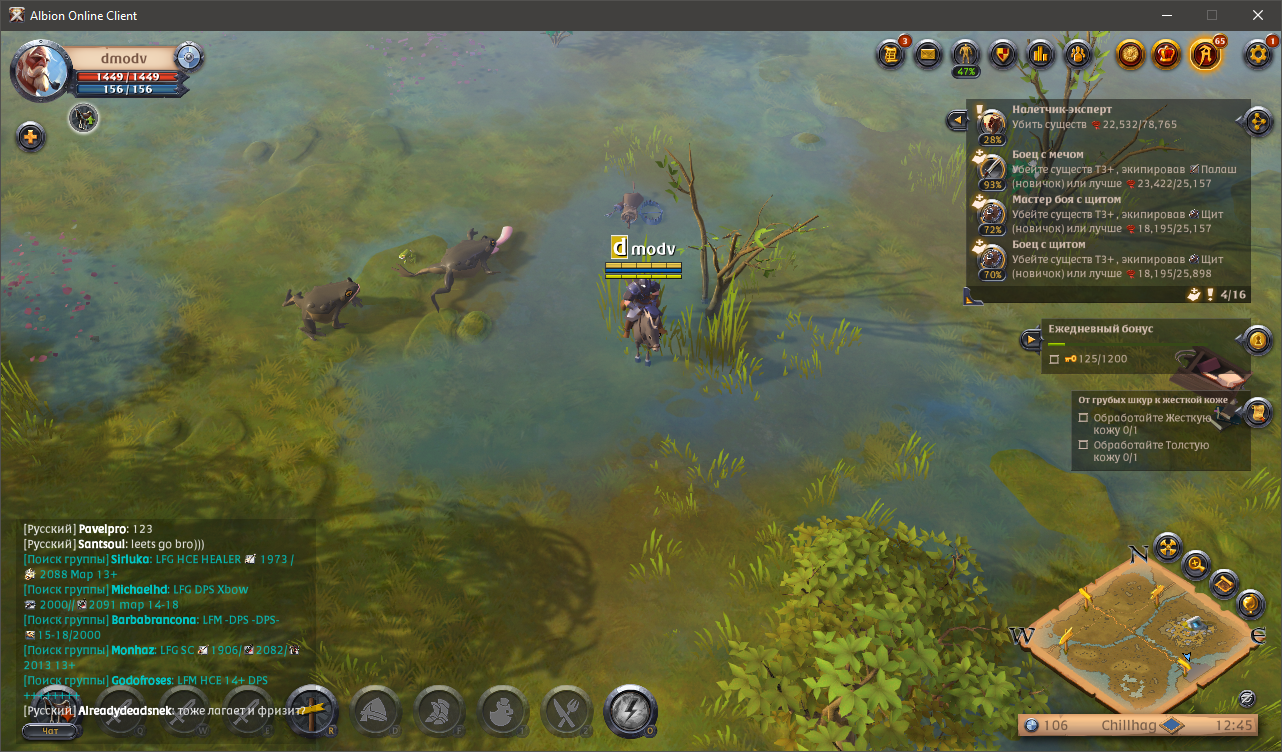 Albion Online Client
dmodv
1449/1449
156/156
3
47%
65
1
Налетчик-эксперт
Убить существ 22,532/78,765
28%
Боец с мечом
Убейте существ T3+ , экипировав Палаш
(новичок) или лучше 23,422/25,157
93%
Мастер боя с щитом
Убейте существ T3+ , экипировав Щит
(новичок) или лучше 18,195/25,157
72%
Боец с щитом
Убейте существ T3+ , экипировав Щит
(новичок) или лучше 18,195/25,898
70%
4/16
Ежедневный бонус
125/1200
От грубых шкур к жесткой коже
Обработайте Жесткую
кожу 0/1
Обработайте Толстую
кожу 0/1
dmodv
[Русский] Pavelpro: 123
[Русский] Santsoul: leets go bro)))
[Поиск группы] Sirluka: LFG HCE HEALER 1973 /
2088 Map 13+
[Поиск группы] Michaelhd: LFG DPS Xbow
2000// 2091 map 14-18
[Поиск группы] Barbabrancona: LFM -DPS -DPS-
15-18/2000
[Поиск группы] Monhaz: LFG SC 1906/ 2082/
2013 13+
[Поиск группы] Godofroses: LFM HCE 14+ DPS
[Русский] Alreadydeadsnek: тоже лагает и фризит?
Чат
Q
W
E
R
D
F
1
2
O
N
W
E
106
Chillhag
12:45